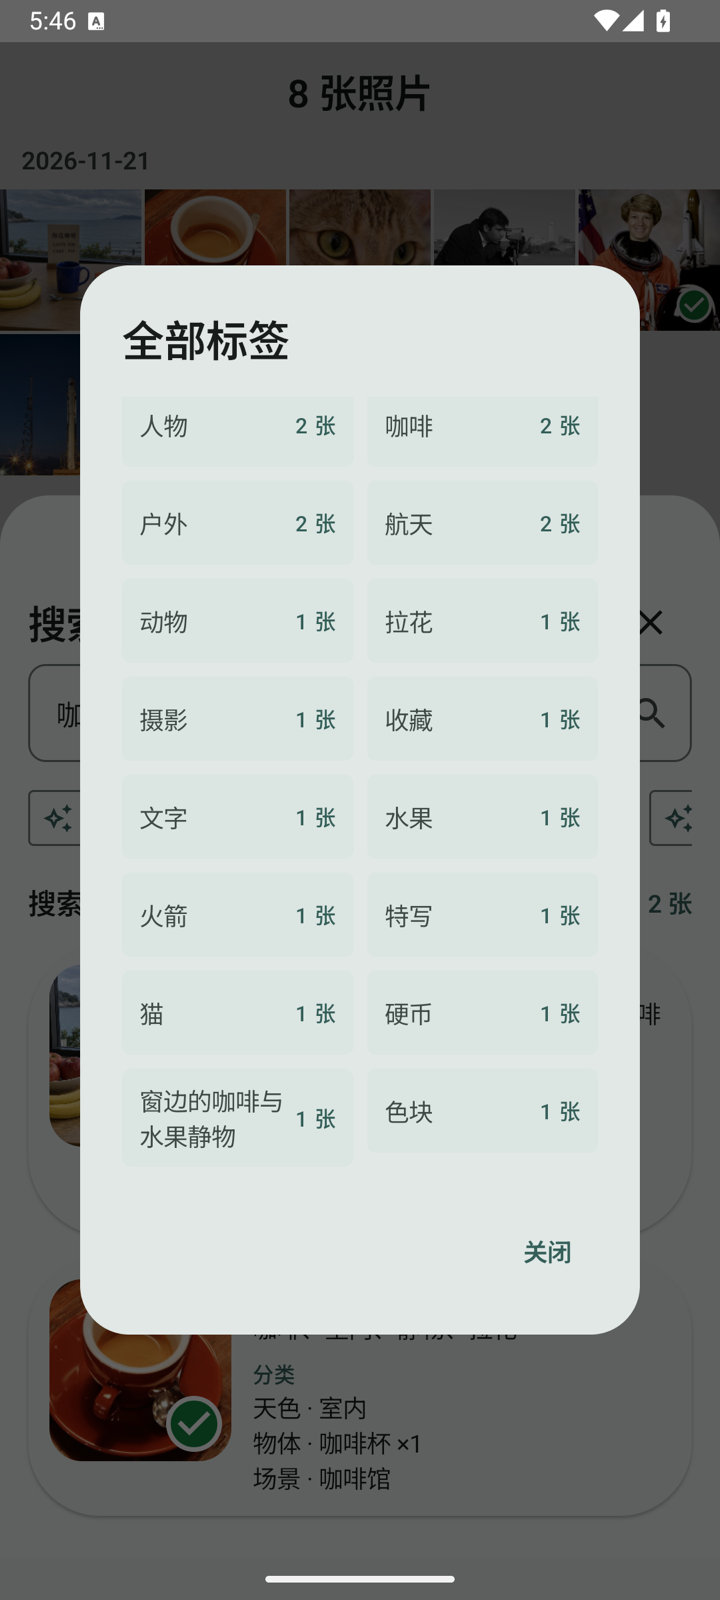 5:46
8 张照片
2026-11-21
全部标签
人物 2 张
咖啡 2 张
户外 2 张
航天 2 张
动物 1 张
拉花 1 张
摄影 1 张
收藏 1 张
文字 1 张
水果 1 张
火箭 1 张
特写 1 张
猫 1 张
硬币 1 张
窗边的咖啡与
水果静物 1 张
色块 1 张
关闭
搜索
咖
搜索
2 张
啡
分类
天色 · 室内
物体 · 咖啡杯 ×1
场景 · 咖啡馆